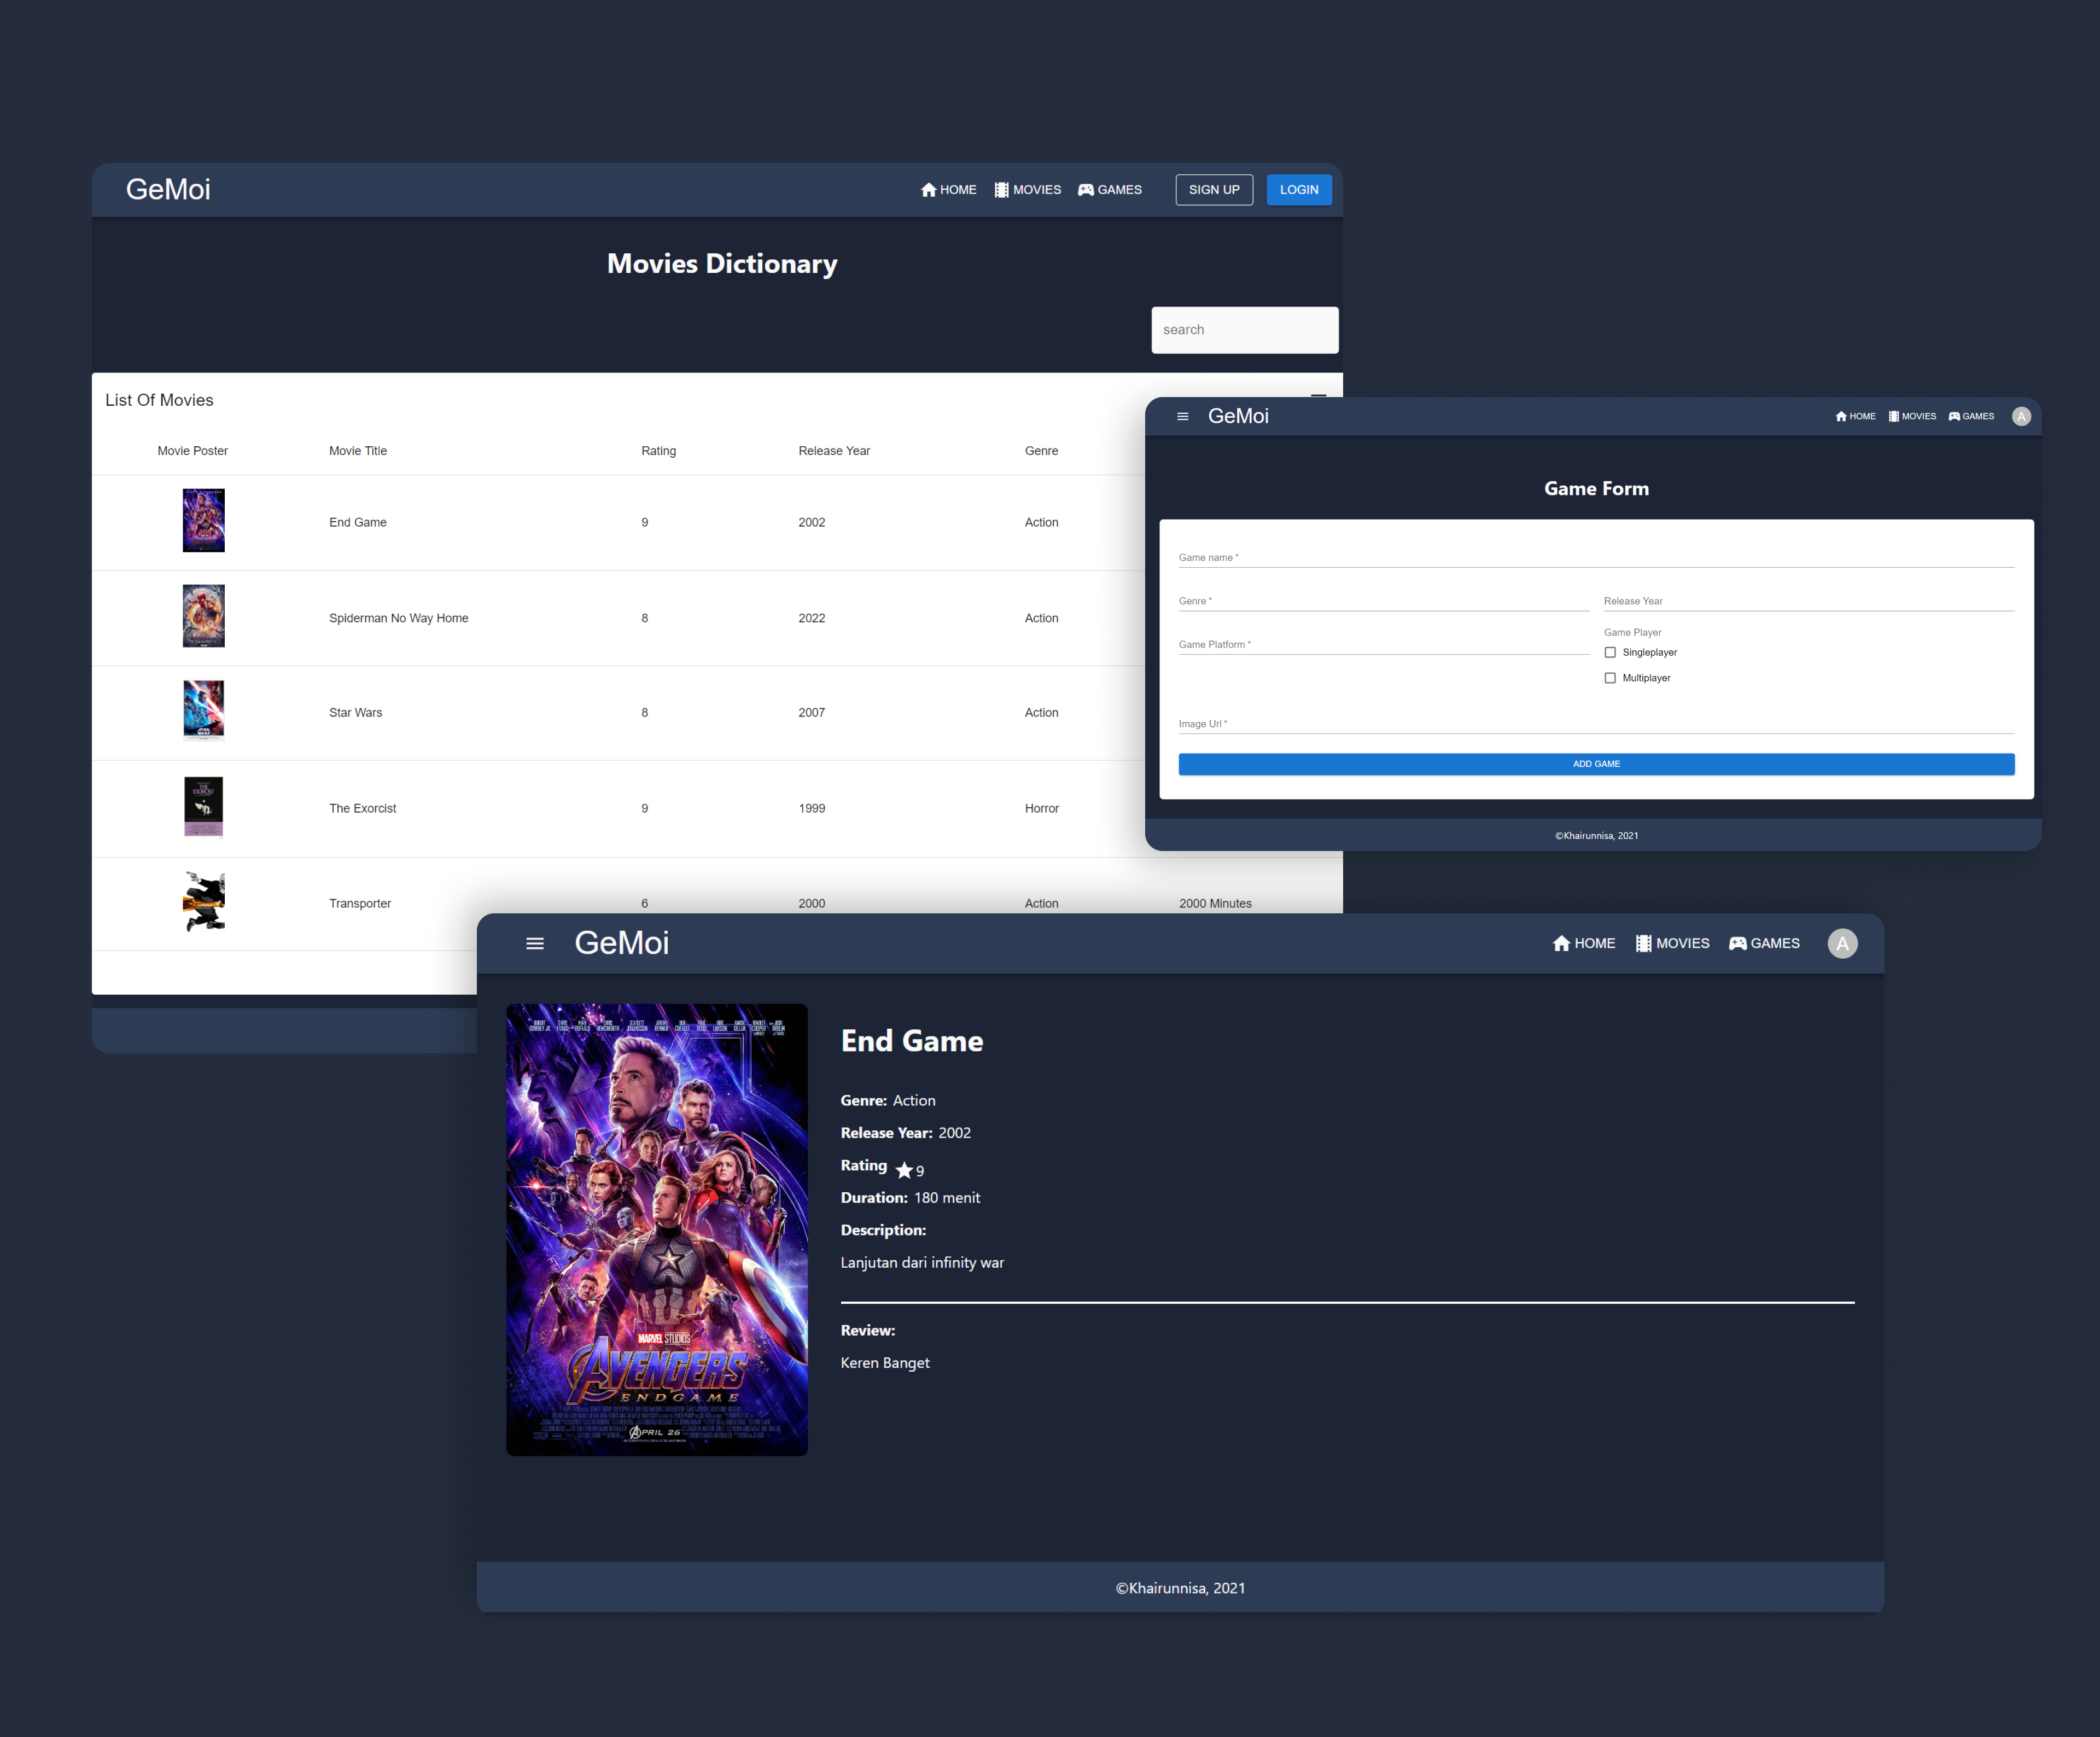 GeMoi
HOME MOVIES GAMES SIGN UP LOGIN
Movies Dictionary
search
List Of Movies
Movie Poster Movie Title Rating Release Year Genre
End Game 9 2002 Action
Spiderman No Way Home 8 2022 Action
Star Wars 8 2007 Action
THE EXORCIST
The Exorcist 9 1999 Horror
Transporter 6 2000 Action 2000 Minutes
GeMoi HOME MOVIES GAMES A
Game Form
Game name *
Genre * Release Year
Game Platform * Game Player
Singleplayer
Multiplayer
Image Url *
ADD GAME
©Khairunnisa, 2021
GeMoi HOME MOVIES GAMES A
MARVEL STUDIOS
AVENGERS
ENDGAME
APRIL 26
End Game
Genre: Action
Release Year: 2002
Rating 9
Duration: 180 menit
Description:
Lanjutan dari infinity war
Review:
Keren Banget
©Khairunnisa, 2021